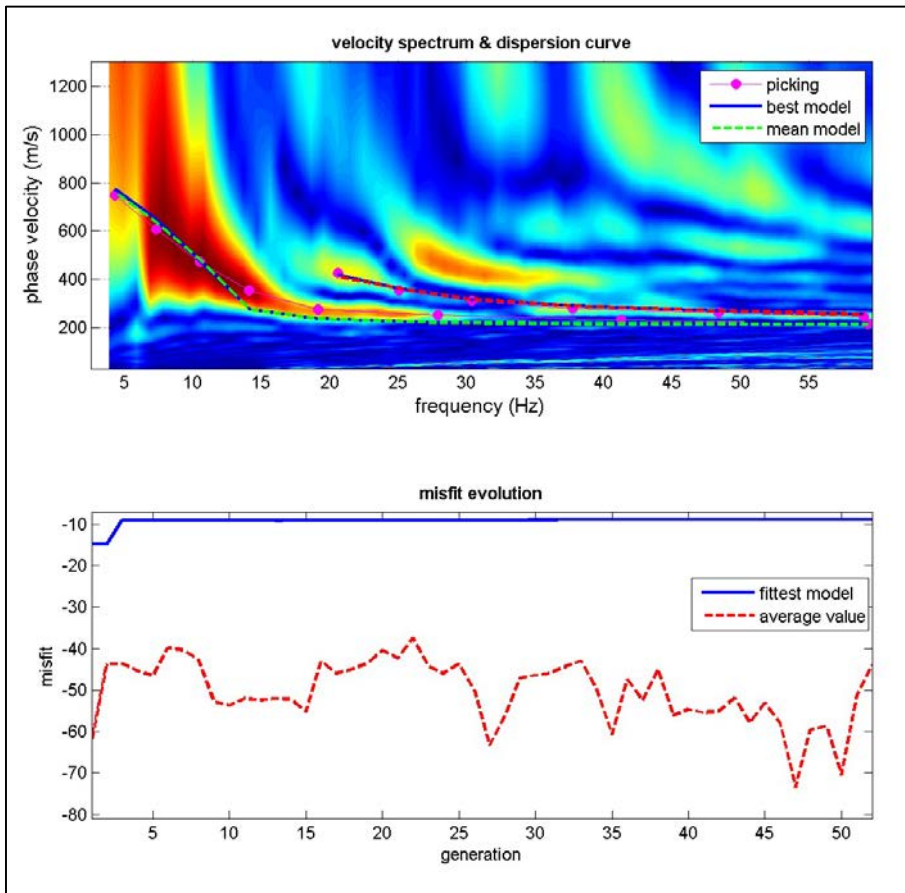 velocity spectrum & dispersion curve
1200
1000
800
600
400
200
phase velocity (m/s)
picking
best model
mean model
5 10 15 20 25 30 35 40 45 50 55
frequency (Hz)
misfit evolution
-10
-20
-30
-40
-50
-60
-70
-80
misfit
fittest model
average value
5 10 15 20 25 30 35 40 45 50
generation